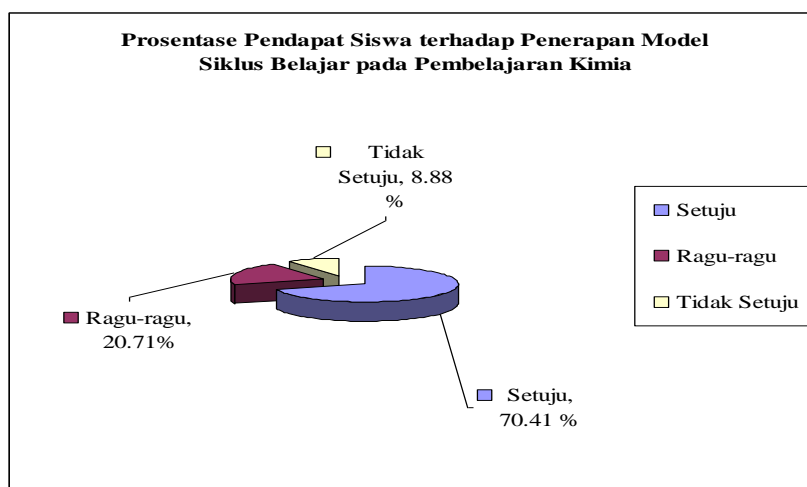 Prosentase Pendapat Siswa terhadap Penerapan Model
Siklus Belajar pada Pembelajaran Kimia
Tidak
Setuju, 8.88
%
Setuju
Ragu-ragu
Tidak Setuju
Ragu-ragu,
20.71%
Setuju,
70.41 %